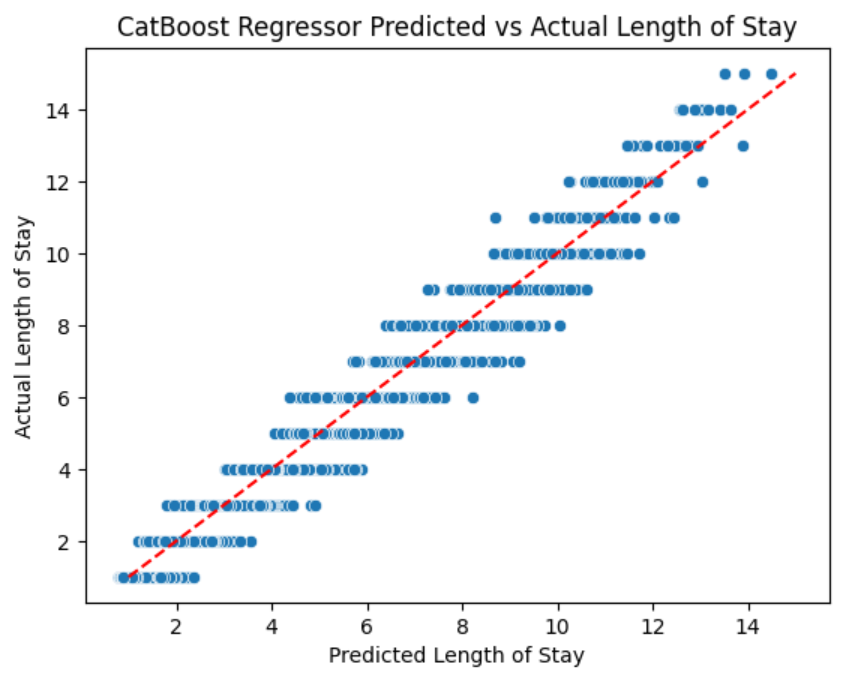 CatBoost Regressor Predicted vs Actual Length of Stay
Actual Length of Stay
14
12
10
8
6
4
2
2 4 6 8 10 12 14
Predicted Length of Stay